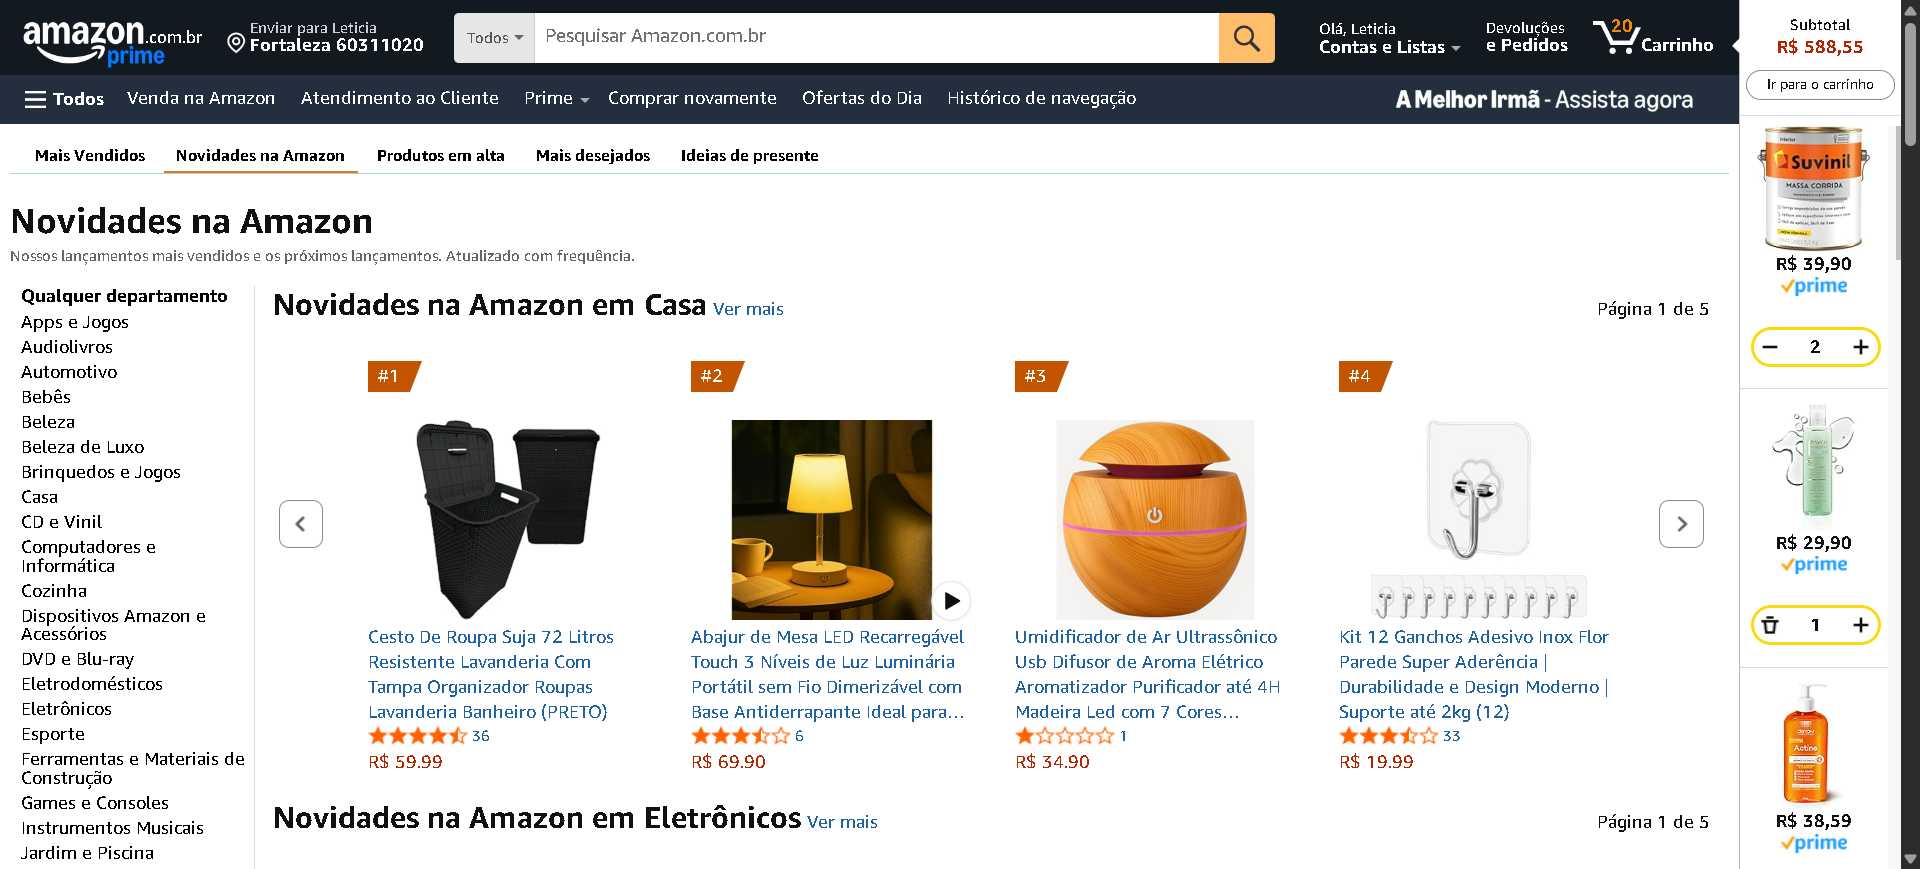 amazon.com.br
prime
Enviar para Leticia
Fortaleza 60311020
Todos
Pesquisar Amazon.com.br
Olá, Leticia
Contas e Listas
Devoluções
e Pedidos
20
Carrinho
Subtotal
R$ 588,55
Ir para o carrinho
Todos
Venda na Amazon
Atendimento ao Cliente
Prime
Comprar novamente
Ofertas do Dia
Histórico de navegação
A Melhor Irmã - Assista agora
Mais Vendidos
Novidades na Amazon
Produtos em alta
Mais desejados
Ideias de presente
Novidades na Amazon
Nossos lançamentos mais vendidos e os próximos lançamentos. Atualizado com frequência.
Qualquer departamento
Apps e Jogos
Audiolivros
Automotivo
Bebês
Beleza
Beleza de Luxo
Brinquedos e Jogos
Casa
CD e Vinil
Computadores e
Informática
Cozinha
Dispositivos Amazon e
Acessórios
DVD e Blu-ray
Eletrodomésticos
Eletrônicos
Esporte
Ferramentas e Materiais de
Construção
Games e Consoles
Instrumentos Musicais
Jardim e Piscina
Novidades na Amazon em Casa Ver mais
Página 1 de 5
#1
Cesto De Roupa Suja 72 Litros
Resistente Lavanderia Com
Tampa Organizador Roupas
Lavanderia Banheiro (PRETO)
36
R$ 59.99
#2
Abajur de Mesa LED Recarregável
Touch 3 Níveis de Luz Luminária
Portátil sem Fio Dimerizável com
Base Antiderrapante Ideal para…
6
R$ 69.90
#3
Umidificador de Ar Ultrassônico
Usb Difusor de Aroma Elétrico
Aromatizador Purificador até 4H
Madeira Led com 7 Cores…
1
R$ 34.90
#4
Kit 12 Ganchos Adesivo Inox Flor
Parede Super Aderência |
Durabilidade e Design Moderno |
Suporte até 2kg (12)
33
R$ 19.99
Novidades na Amazon em Eletrônicos Ver mais
Página 1 de 5
Suvinil
MASSA CORRIDA
R$ 39,90
prime
2
R$ 29,90
prime
1
Actine
R$ 38,59
prime